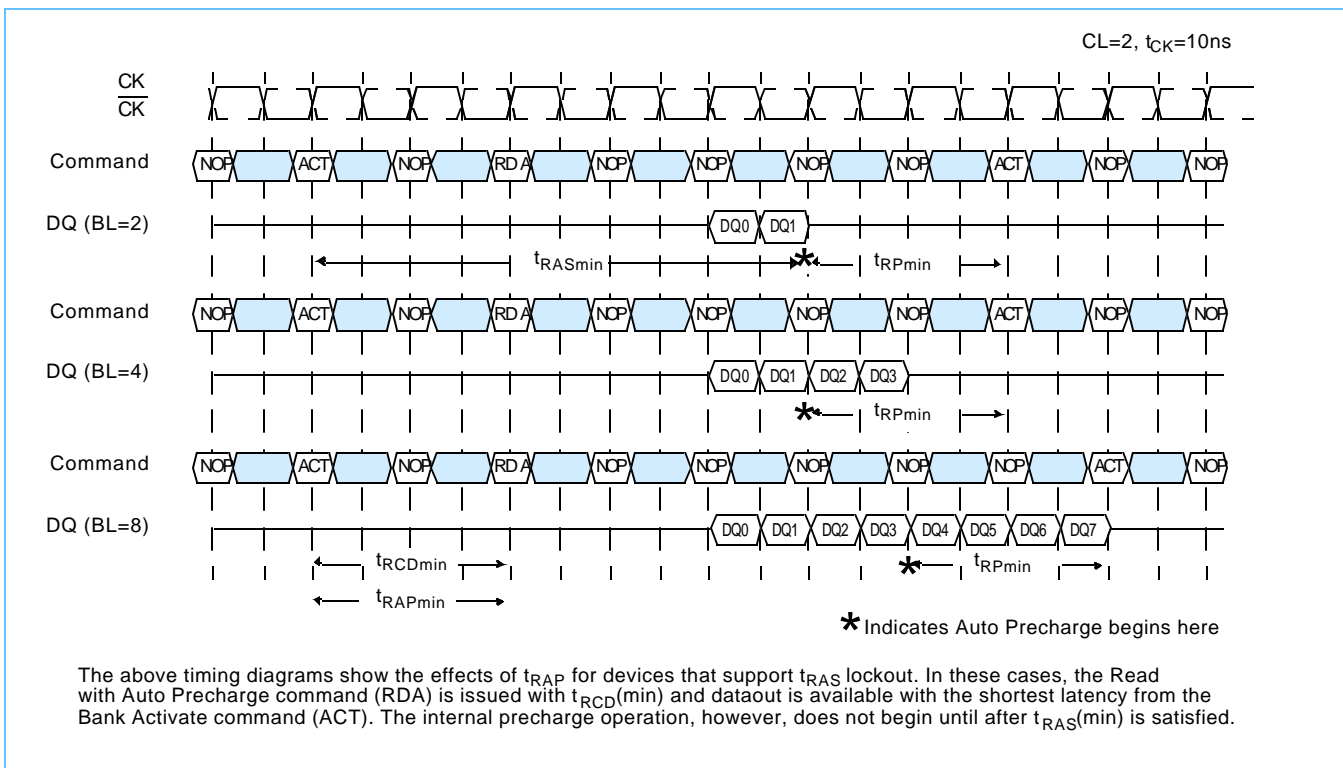 CL=2, tCK=10ns
CK
CK
Command NOP ACT NOP RDA NOP NOP NOP NOP ACT NOP NOP
DQ (BL=2) DQ0 DQ1
tRASmin * tRPmin
Command NOP ACT NOP RDA NOP NOP NOP NOP ACT NOP NOP
DQ (BL=4) DQ0 DQ1 DQ2 DQ3
* tRPmin
Command NOP ACT NOP RDA NOP NOP NOP NOP NOP ACT NOP
DQ (BL=8) DQ0 DQ1 DQ2 DQ3 DQ4 DQ5 DQ6 DQ7
tRCDmin * tRPmin
tRAPmin
* Indicates Auto Precharge begins here
The above timing diagrams show the effects of tRAP for devices that support tRAS lockout. In these cases, the Read
with Auto Precharge command (RDA) is issued with tRCD(min) and dataout is available with the shortest latency from the
Bank Activate command (ACT). The internal precharge operation, however, does not begin until after tRAS(min) is satisfied.